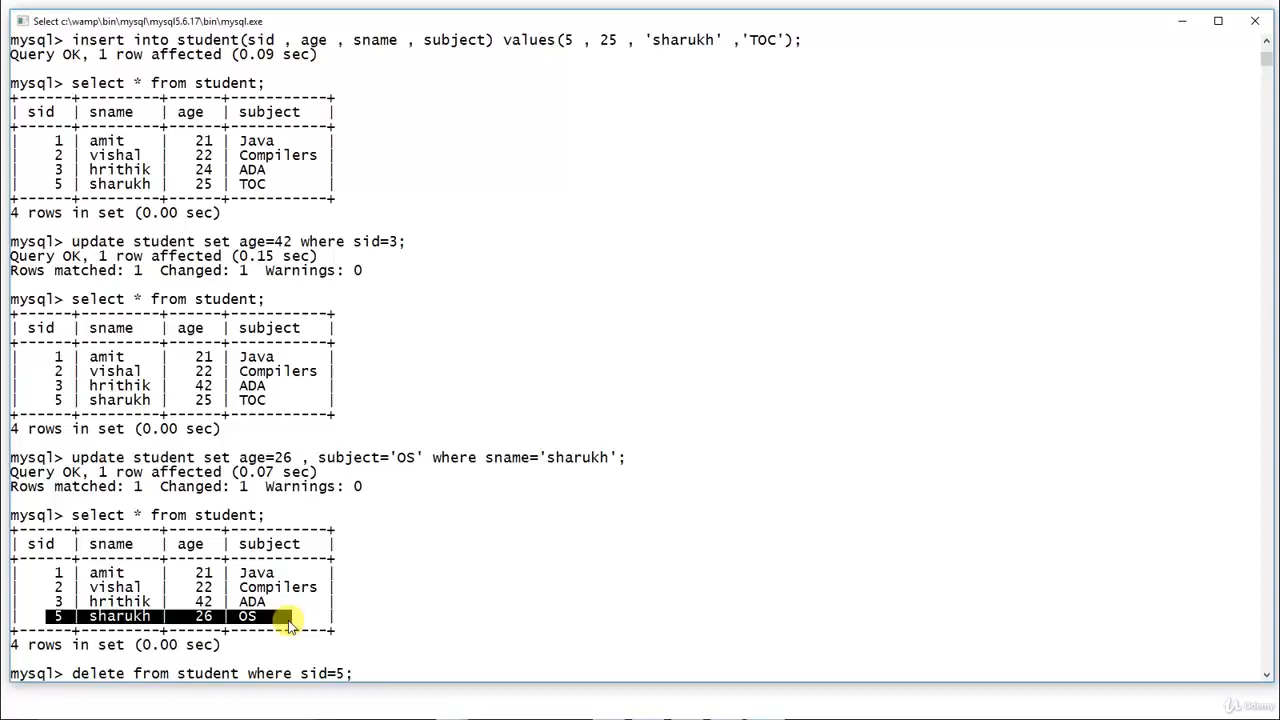 Select c:\wamp\bin\mysql\mysql5.6.17\bin\mysql.exe
mysql> insert into student(sid , age , sname , subject) values(5 , 25 , 'sharukh' ,'TOC');
Query OK, 1 row affected (0.09 sec)
mysql> select * from student;
+------+---------+------+-----------+
| sid  | sname   | age  | subject   |
+------+---------+------+-----------+
|    1 | amit    |   21 | Java      |
|    2 | vishal  |   22 | Compilers |
|    3 | hrithik |   24 | ADA       |
|    5 | sharukh |   25 | TOC       |
+------+---------+------+-----------+
4 rows in set (0.00 sec)
mysql> update student set age=42 where sid=3;
Query OK, 1 row affected (0.15 sec)
Rows matched: 1  Changed: 1  Warnings: 0
mysql> select * from student;
+------+---------+------+-----------+
| sid  | sname   | age  | subject   |
+------+---------+------+-----------+
|    1 | amit    |   21 | Java      |
|    2 | vishal  |   22 | Compilers |
|    3 | hrithik |   42 | ADA       |
|    5 | sharukh |   25 | TOC       |
+------+---------+------+-----------+
4 rows in set (0.00 sec)
mysql> update student set age=26 , subject='OS' where sname='sharukh';
Query OK, 1 row affected (0.07 sec)
Rows matched: 1  Changed: 1  Warnings: 0
mysql> select * from student;
+------+---------+------+-----------+
| sid  | sname   | age  | subject   |
+------+---------+------+-----------+
|    1 | amit    |   21 | Java      |
|    2 | vishal  |   22 | Compilers |
|    3 | hrithik |   42 | ADA       |
|    5 | sharukh |   26 | OS        |
+------+---------+------+-----------+
4 rows in set (0.00 sec)
mysql> delete from student where sid=5;
Udemy